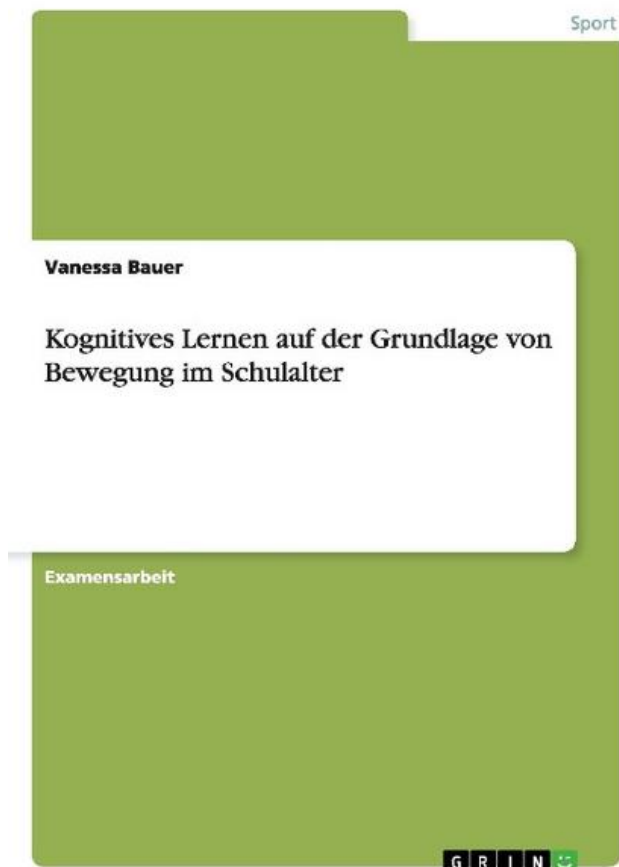 Sport
Vanessa Bauer
Kognitives Lernen auf der Grundlage von
Bewegung im Schulalter
Examensarbeit
GRIN